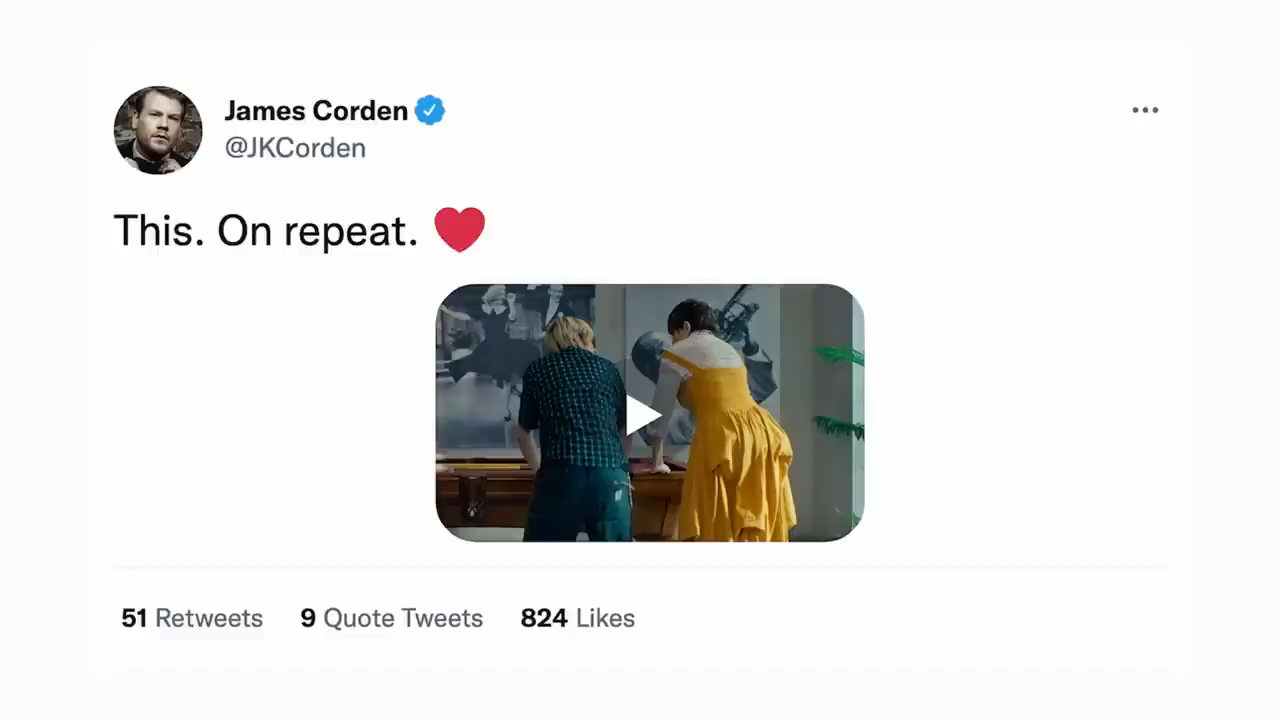 James Corden
@JKCorden
This. On repeat. ❤️
51 Retweets 9 Quote Tweets 824 Likes